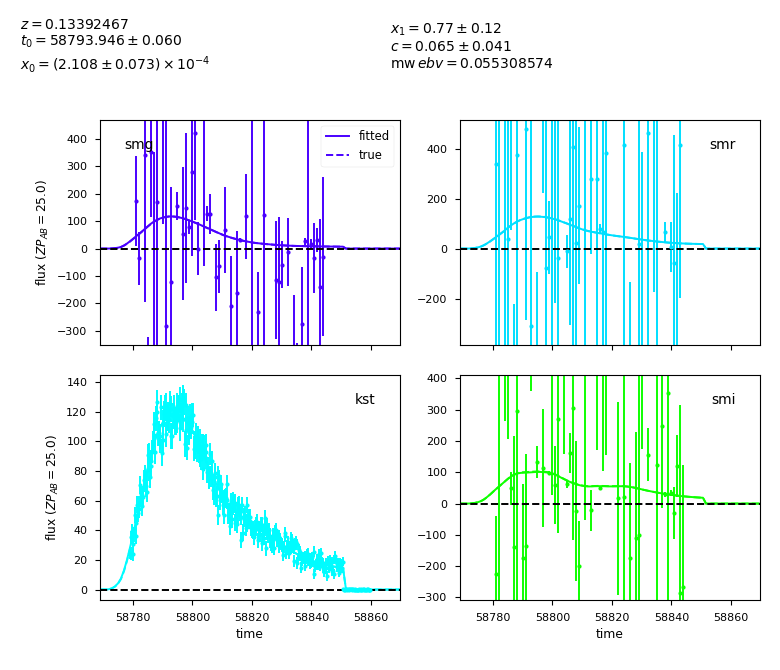 z = 0.13392467
t₀ = 58793.946 ± 0.060
x₀ = (2.108 ± 0.073) × 10⁻⁴
x₁ = 0.77 ± 0.12
c = 0.065 ± 0.041
mw ebv = 0.055308574
smg
fitted
true
400
300
200
100
0
−100
−200
−300
flux (ZP_AB = 25.0)
smr
400
200
0
−200
kst
140
120
100
80
60
40
20
0
flux (ZP_AB = 25.0)
58780 58800 58820 58840 58860
time
smi
400
300
200
100
0
−100
−200
−300
58780 58800 58820 58840 58860
time